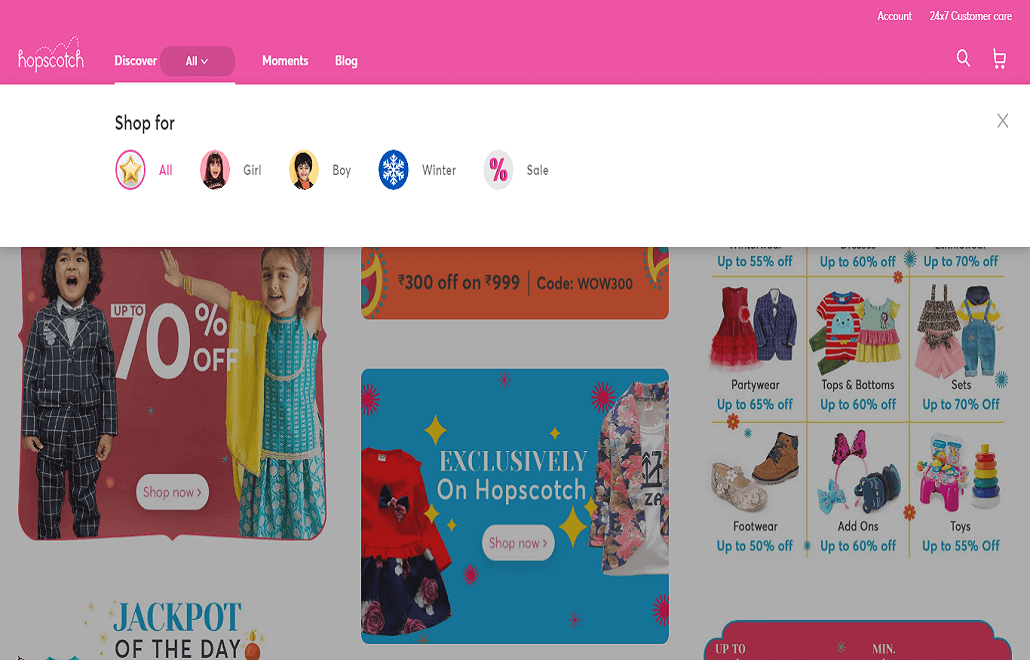 Account 24x7 Customer care
hopscotch
Discover All Moments Blog
Shop for
X
All Girl Boy Winter % Sale
UP TO
70% OFF
Shop now >
₹300 off on ₹999 | Code: WOW300
EXCLUSIVELY
On Hopscotch
Shop now >
ZA
Up to 55% off Up to 60% off Up to 70% off
Partywear Tops & Bottoms Sets
Up to 65% off Up to 60% off Up to 70% Off
Footwear Add Ons Toys
Up to 50% off Up to 60% off Up to 55% Off
JACKPOT
OF THE DAY
UP TO MIN.